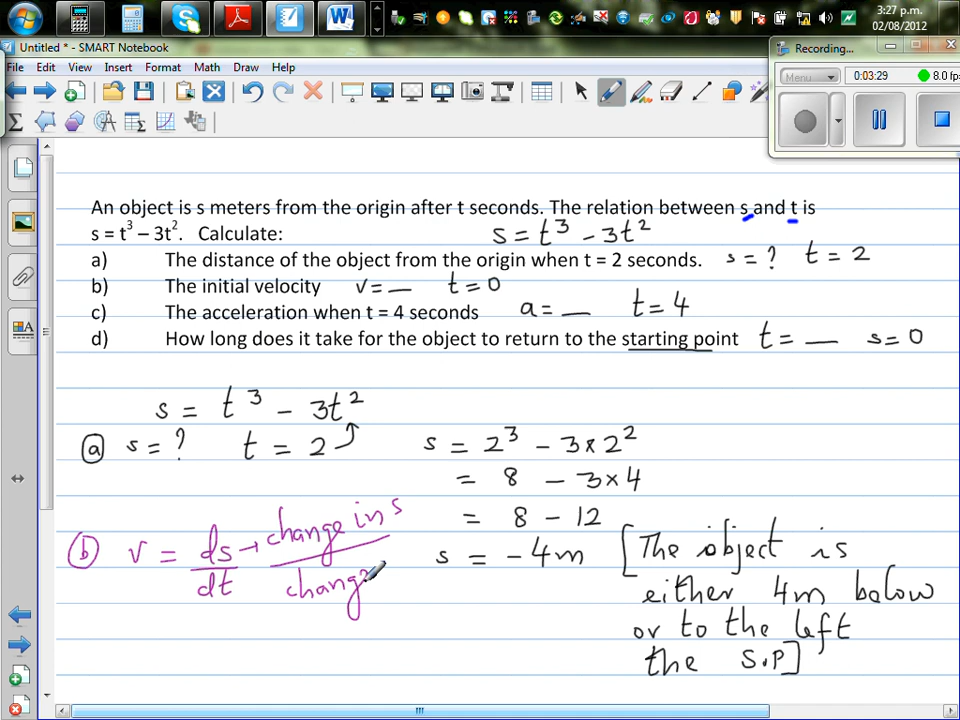 3:27 p.m.
02/08/2012
Untitled * - SMART Notebook
Recording...
File Edit View Insert Format Math Draw Help
Menu
0:03:29
8.0 fp
An object is s meters from the origin after t seconds. The relation between s and t is
s = t³ – 3t². Calculate: s = t³ – 3t²
a) The distance of the object from the origin when t = 2 seconds. s = ? t = 2
b) The initial velocity v = __ t = 0
c) The acceleration when t = 4 seconds a = __ t = 4
d) How long does it take for the object to return to the starting point t = __ s = 0
s = t³ – 3t²
a s = ? t = 2
s = 2³ – 3×2²
= 8 – 3×4
= 8 – 12
s = –4m [The object is
either 4m below
or to the left
the S.P]
b v = ds/dt → change in s / chang